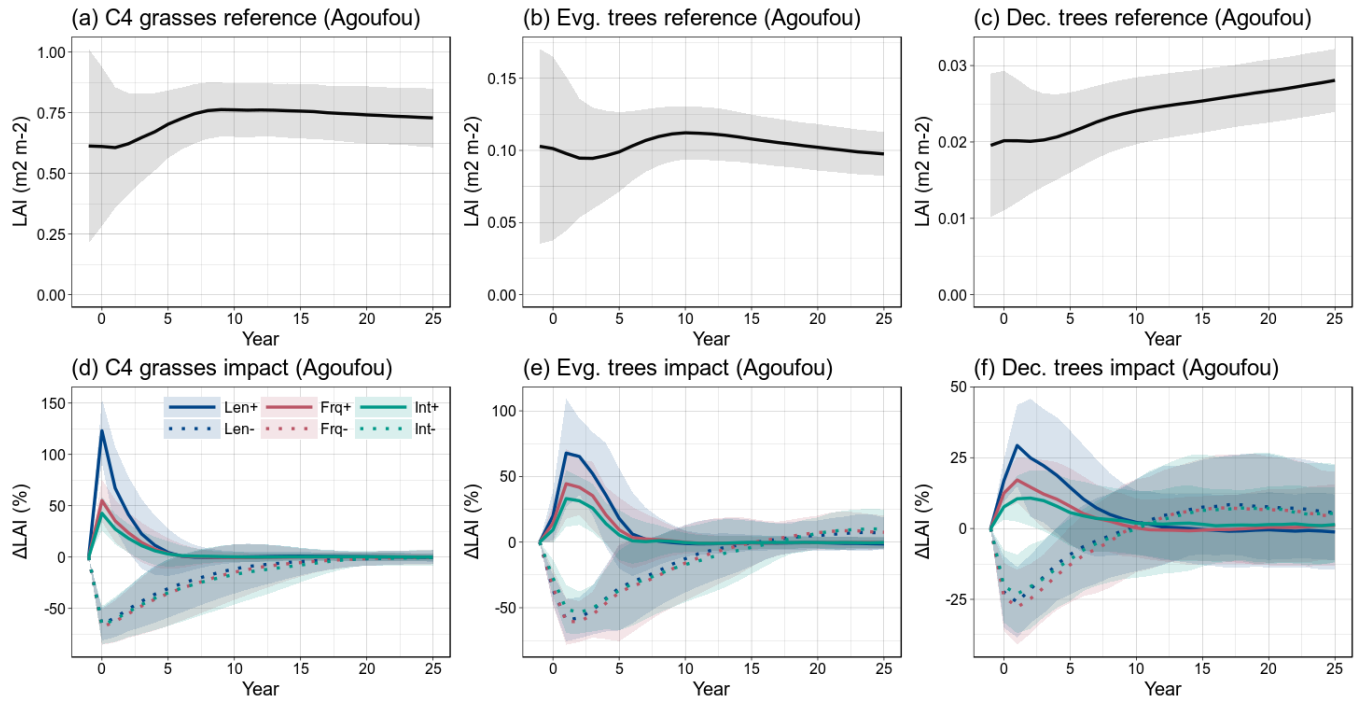 (a) C4 grasses reference (Agoufou)
(b) Evg. trees reference (Agoufou)
(c) Dec. trees reference (Agoufou)
LAI (m2 m-2)
1.00
0.75
0.50
0.25
0.00
0 5 10 15 20 25
Year
LAI (m2 m-2)
0.15
0.10
0.05
0.00
0 5 10 15 20 25
Year
LAI (m2 m-2)
0.03
0.02
0.01
0.00
0 5 10 15 20 25
Year
(d) C4 grasses impact (Agoufou)
(e) Evg. trees impact (Agoufou)
(f) Dec. trees impact (Agoufou)
ΔLAI (%)
150
100
50
0
-50
Len+ Frq+ Int+
Len- Frq- Int-
0 5 10 15 20 25
Year
ΔLAI (%)
100
50
0
-50
0 5 10 15 20 25
Year
ΔLAI (%)
50
25
0
-25
0 5 10 15 20 25
Year